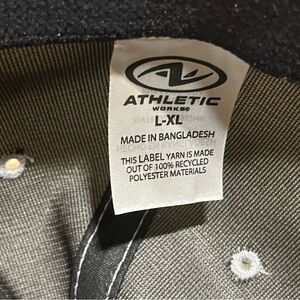 ATHLETIC
WORKS®
L-XL
MADE IN BANGLADESH
THIS LABEL YARN IS MADE
OUT OF 100% RECYCLED
POLYESTER MATERIALS